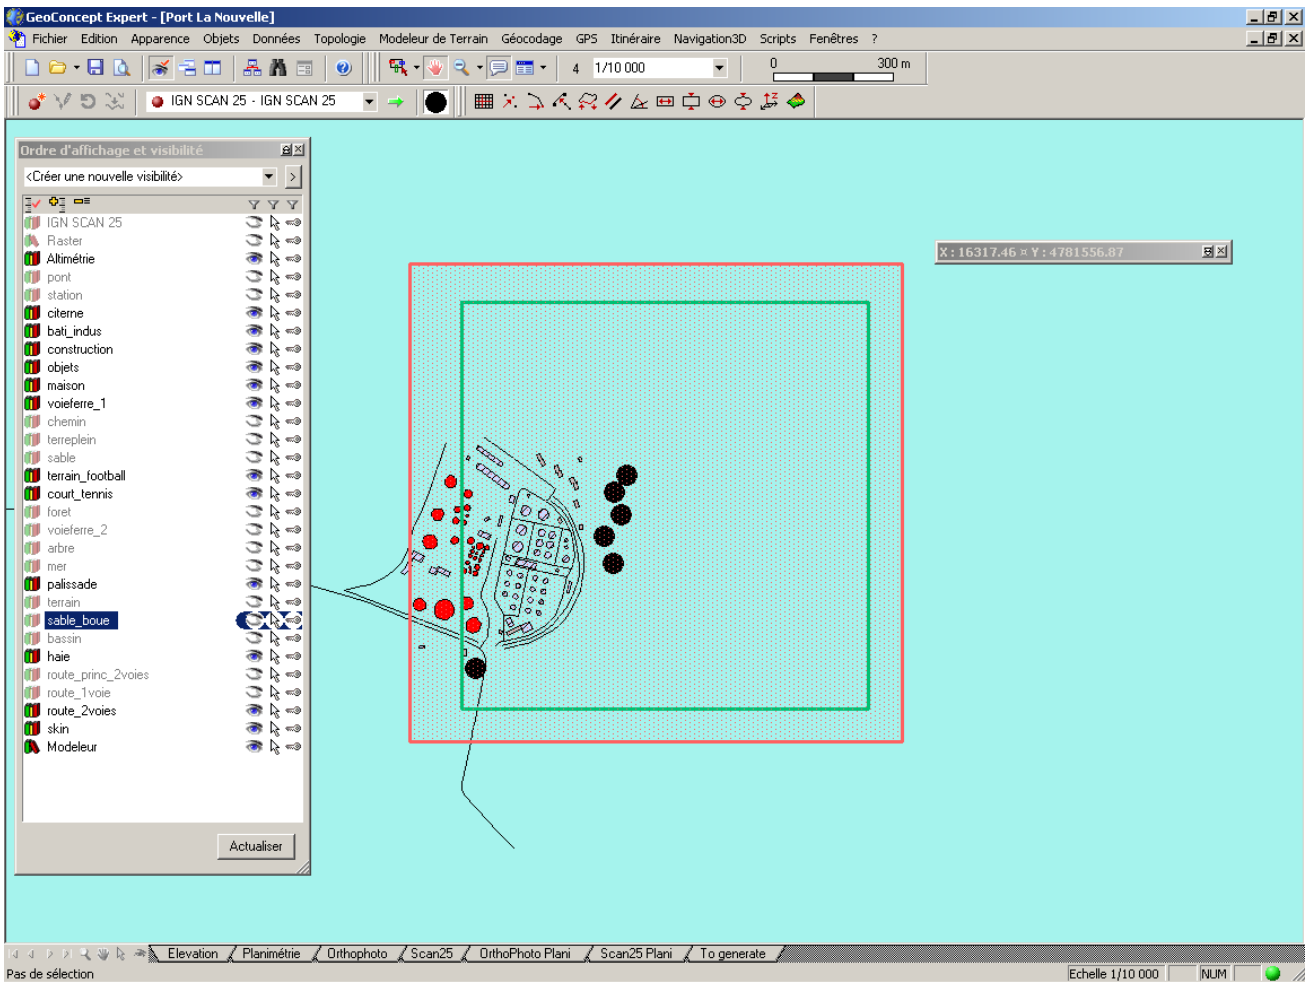 GeoConcept Expert - [Port La Nouvelle]
Fichier Edition Apparence Objets Données Topologie Modeleur de Terrain Géocodage GPS Itinéraire Navigation3D Scripts Fenêtres ?
4 1/10 000 0 300 m
IGN SCAN 25 - IGN SCAN 25
Ordre d'affichage et visibilité
<Créer une nouvelle visibilité> >
IGN SCAN 25
Raster
Altimétrie
pont
station
citerne
bati_indus
construction
objets
maison
voieferre_1
chemin
terreplein
sable
terrain_football
court_tennis
foret
voieferre_2
arbre
mer
palissade
terrain
sable_boue
bassin
haie
route_princ_2voies
route_1voie
route_2voies
skin
Modeleur
Actualiser
X : 16317.46 ¤ Y : 4781556.87
Elevation Planimétrie Orthophoto Scan25 OrthoPhoto Plani Scan25 Plani To generate
Pas de sélection Echelle 1/10 000 NUM